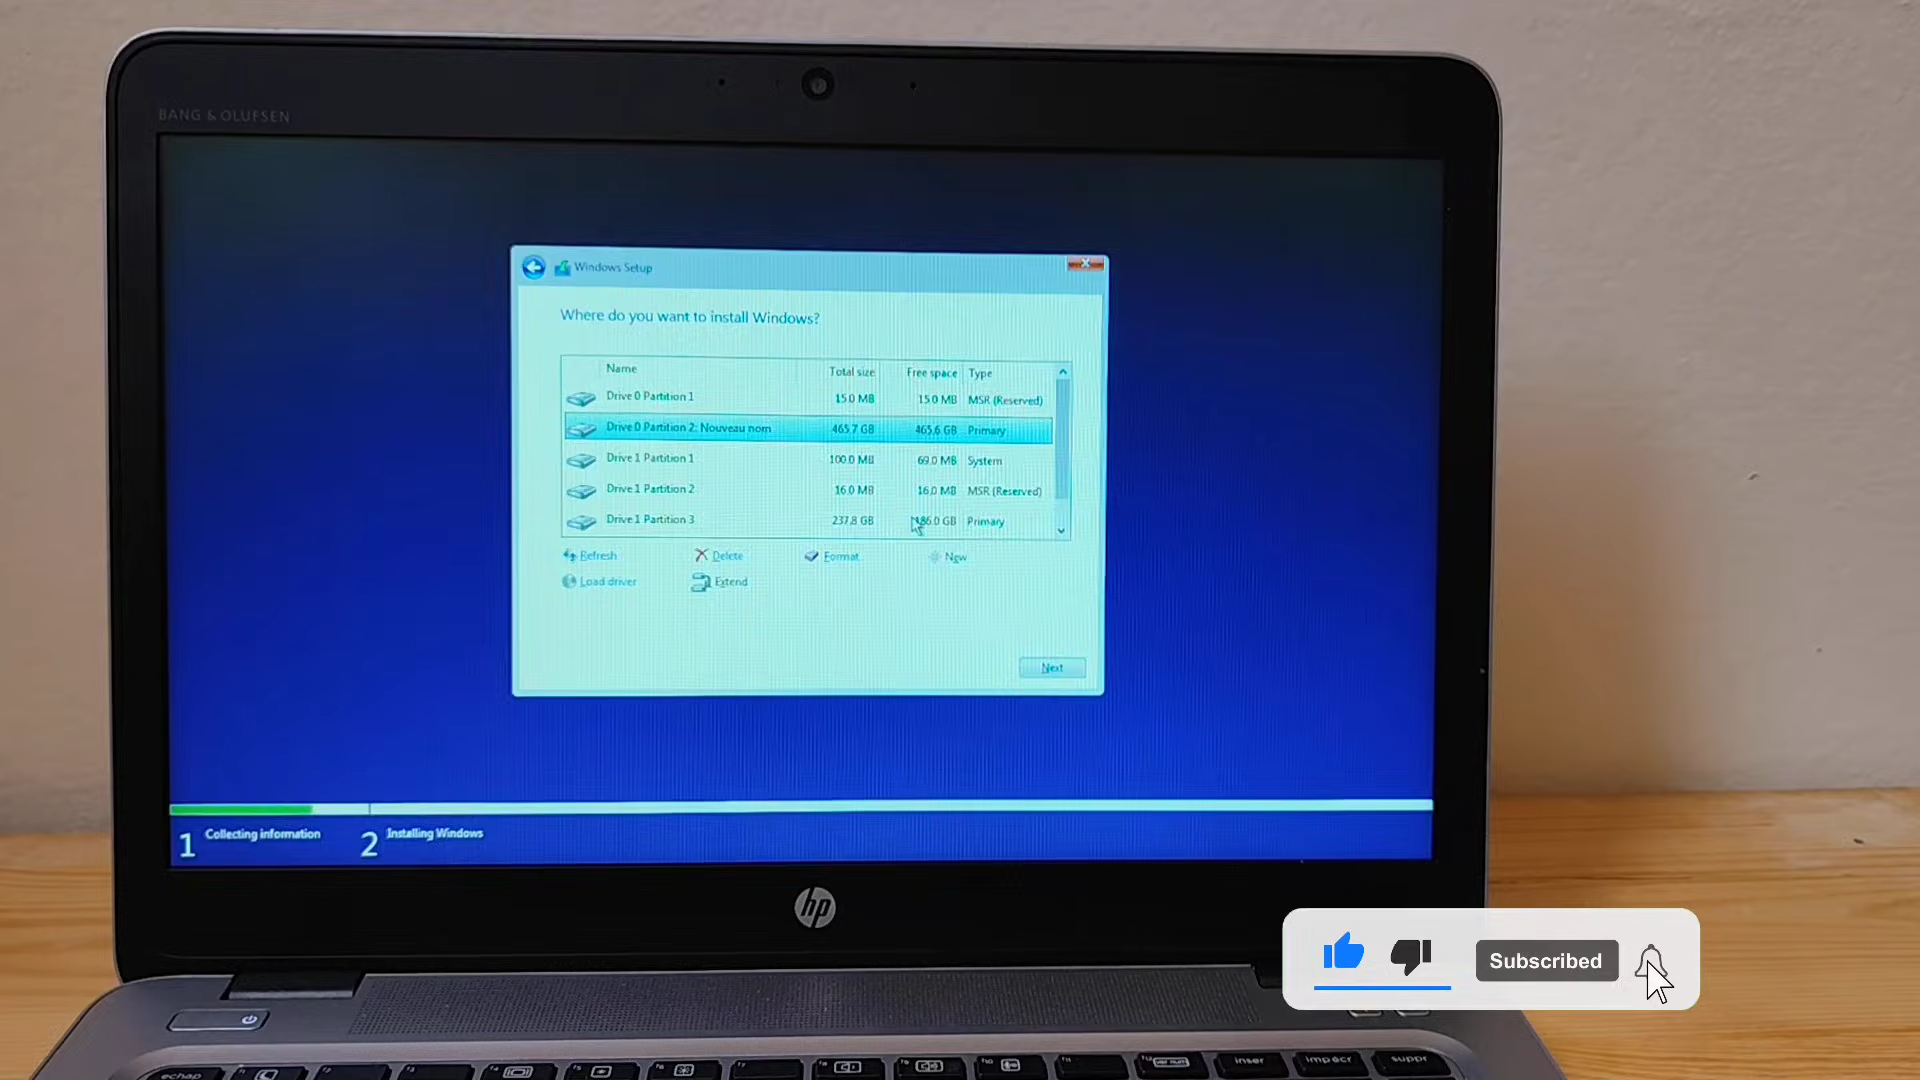 BANG & OLUFSEN
Windows Setup
Where do you want to install Windows?
Name Total size Free space Type
Drive 0 Partition 1 15.0 MB 15.0 MB MSR (Reserved)
Drive 0 Partition 2: Nouveau nom 465.7 GB 465.6 GB Primary
Drive 1 Partition 1 100.0 MB 69.0 MB System
Drive 1 Partition 2 16.0 MB 16.0 MB MSR (Reserved)
Drive 1 Partition 3 237.8 GB Primary
Refresh Delete Format New
Load driver Extend
Next
1 Collecting information 2 Installing Windows
hp
Subscribed
echap inser impécr suppr